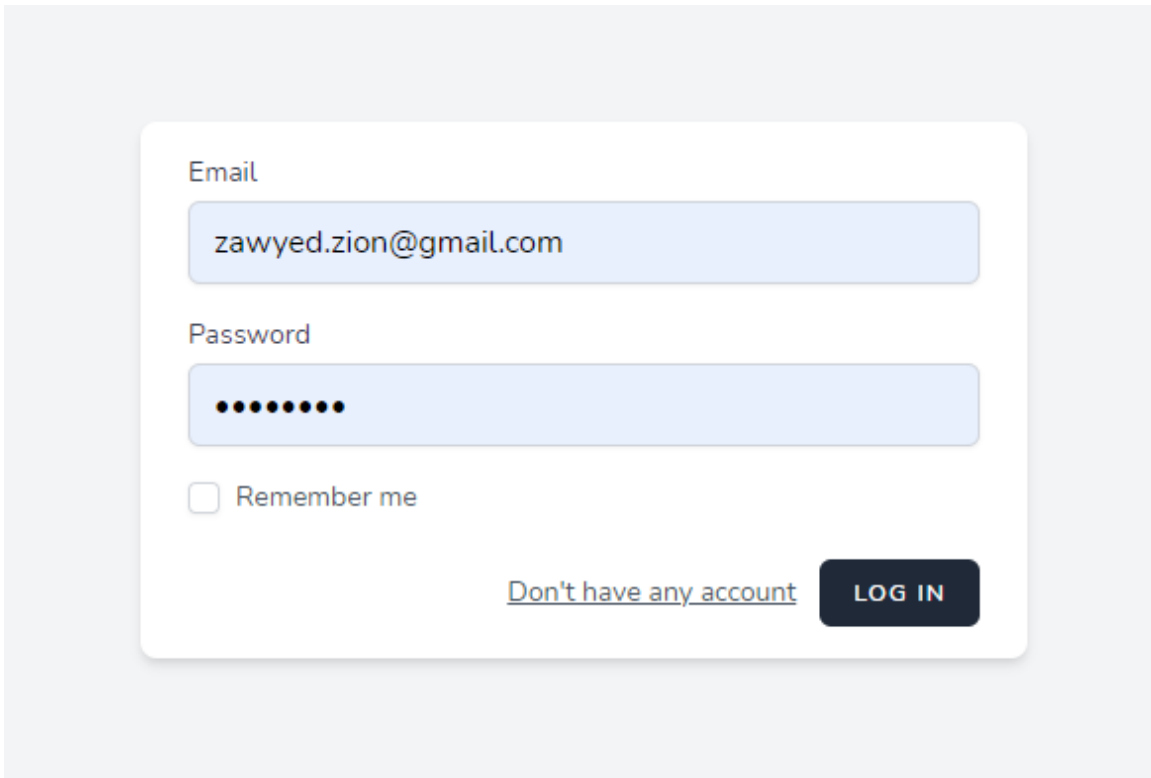 Email
zawyed.zion@gmail.com
Password
••••••••
Remember me
Don't have any account LOG IN